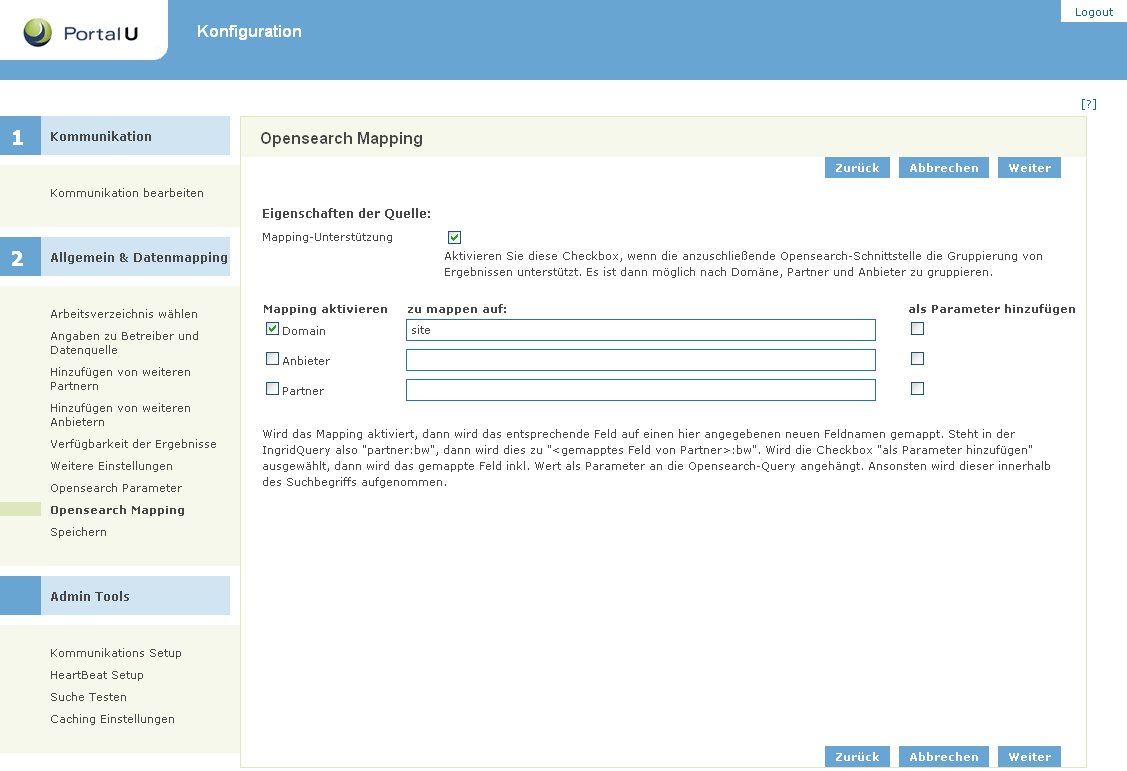 PortalU
Konfiguration
Logout
[?]
1 Kommunikation
Kommunikation bearbeiten
2 Allgemein & Datenmapping
Arbeitsverzeichnis wählen
Angaben zu Betreiber und
Datenquelle
Hinzufügen von weiteren
Partnern
Hinzufügen von weiteren
Anbietern
Verfügbarkeit der Ergebnisse
Weitere Einstellungen
Opensearch Parameter
Opensearch Mapping
Speichern
Admin Tools
Kommunikations Setup
HeartBeat Setup
Suche Testen
Caching Einstellungen
Opensearch Mapping
Zurück Abbrechen Weiter
Eigenschaften der Quelle:
Mapping-Unterstützung
Aktivieren Sie diese Checkbox, wenn die anzuschließende Opensearch-Schnittstelle die Gruppierung von
Ergebnissen unterstützt. Es ist dann möglich nach Domäne, Partner und Anbieter zu gruppieren.
Mapping aktivieren zu mappen auf: als Parameter hinzufügen
Domain site
Anbieter
Partner
Wird das Mapping aktiviert, dann wird das entsprechende Feld auf einen hier angegebenen neuen Feldnamen gemappt. Steht in der
IngridQuery also "partner:bw", dann wird dies zu "<gemapptes Feld von Partner>:bw". Wird die Checkbox "als Parameter hinzufügen"
ausgewählt, dann wird das gemappte Feld inkl. Wert als Parameter an die Opensearch-Query angehängt. Ansonsten wird dieser innerhalb
des Suchbegriffs aufgenommen.
Zurück Abbrechen Weiter